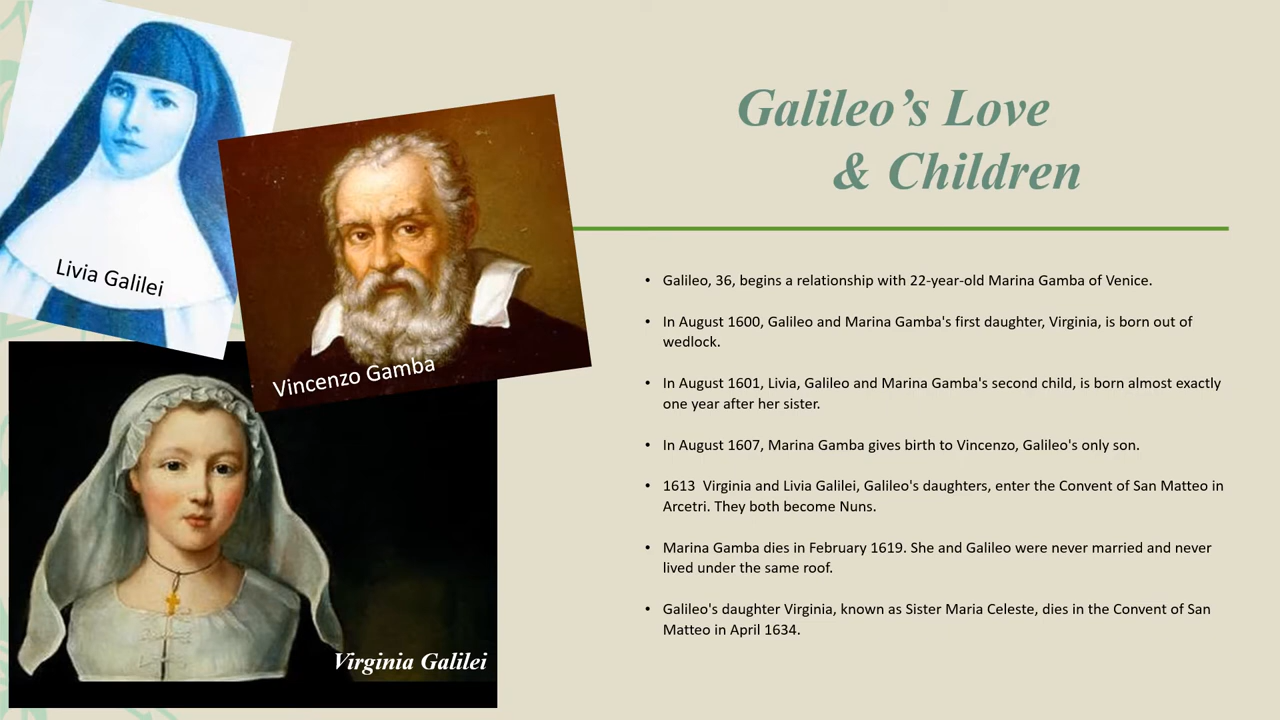 Galileo’s Love
& Children
Livia Galilei
Vincenzo Gamba
Virginia Galilei
• Galileo, 36, begins a relationship with 22-year-old Marina Gamba of Venice.
• In August 1600, Galileo and Marina Gamba's first daughter, Virginia, is born out of
wedlock.
• In August 1601, Livia, Galileo and Marina Gamba's second child, is born almost exactly
one year after her sister.
• In August 1607, Marina Gamba gives birth to Vincenzo, Galileo's only son.
• 1613  Virginia and Livia Galilei, Galileo's daughters, enter the Convent of San Matteo in
Arcetri. They both become Nuns.
• Marina Gamba dies in February 1619. She and Galileo were never married and never
lived under the same roof.
• Galileo's daughter Virginia, known as Sister Maria Celeste, dies in the Convent of San
Matteo in April 1634.